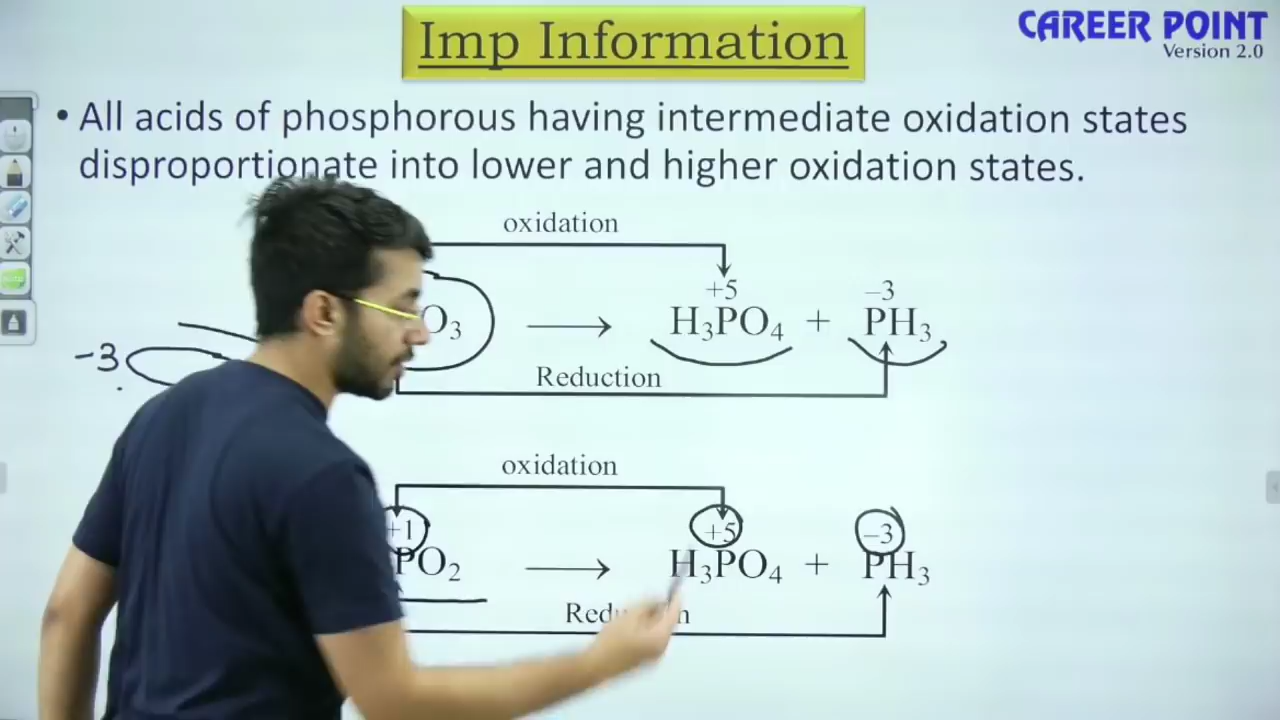 Imp Information
CAREER POINT
Version 2.0
• All acids of phosphorous having intermediate oxidation states
disproportionate into lower and higher oxidation states.
oxidation
+5 –3
O₃ ⟶ H₃PO₄ + PH₃
-3
Reduction
oxidation
+1 +5 –3
PO₂ ⟶ H₃PO₄ + PH₃